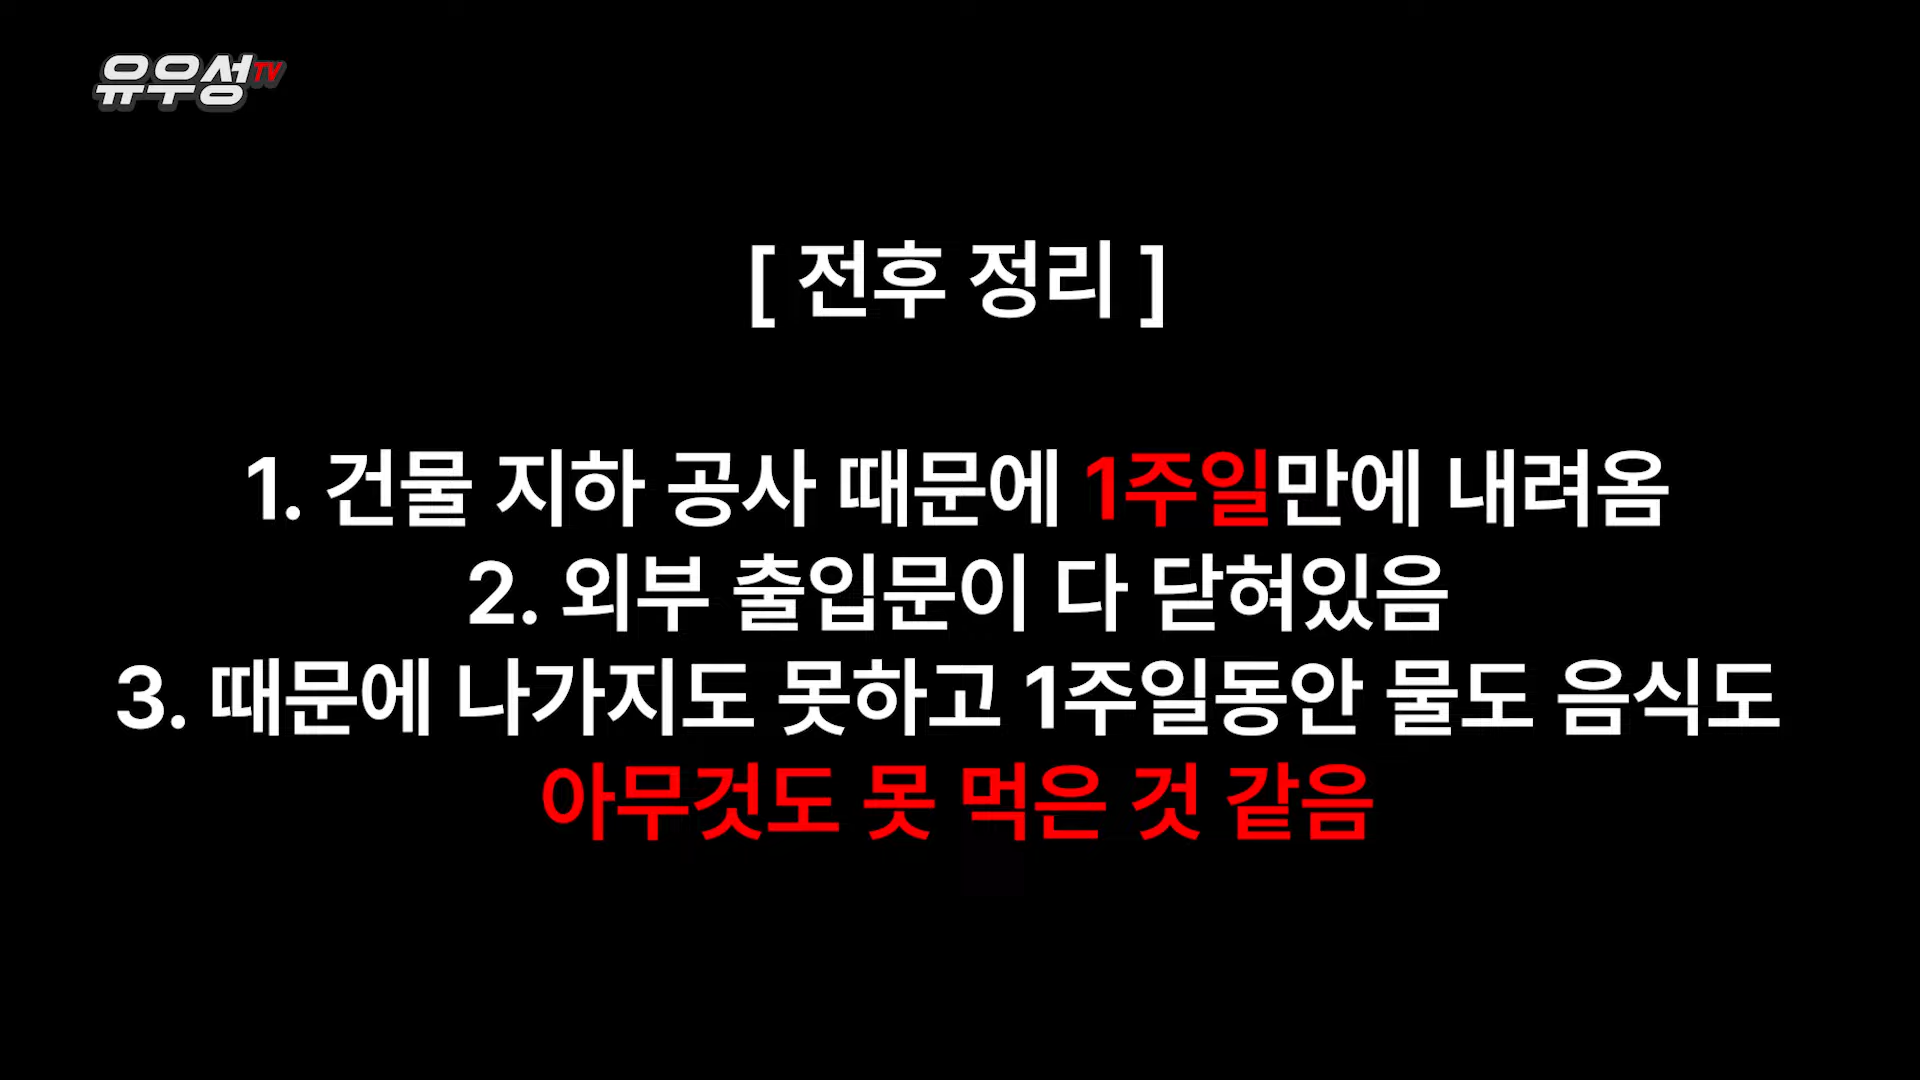 유우성TV
[ 전후 정리 ]
1. 건물 지하 공사 때문에 1주일만에 내려옴
2. 외부 출입문이 다 닫혀있음
3. 때문에 나가지도 못하고 1주일동안 물도 음식도
아무것도 못 먹은 것 같음